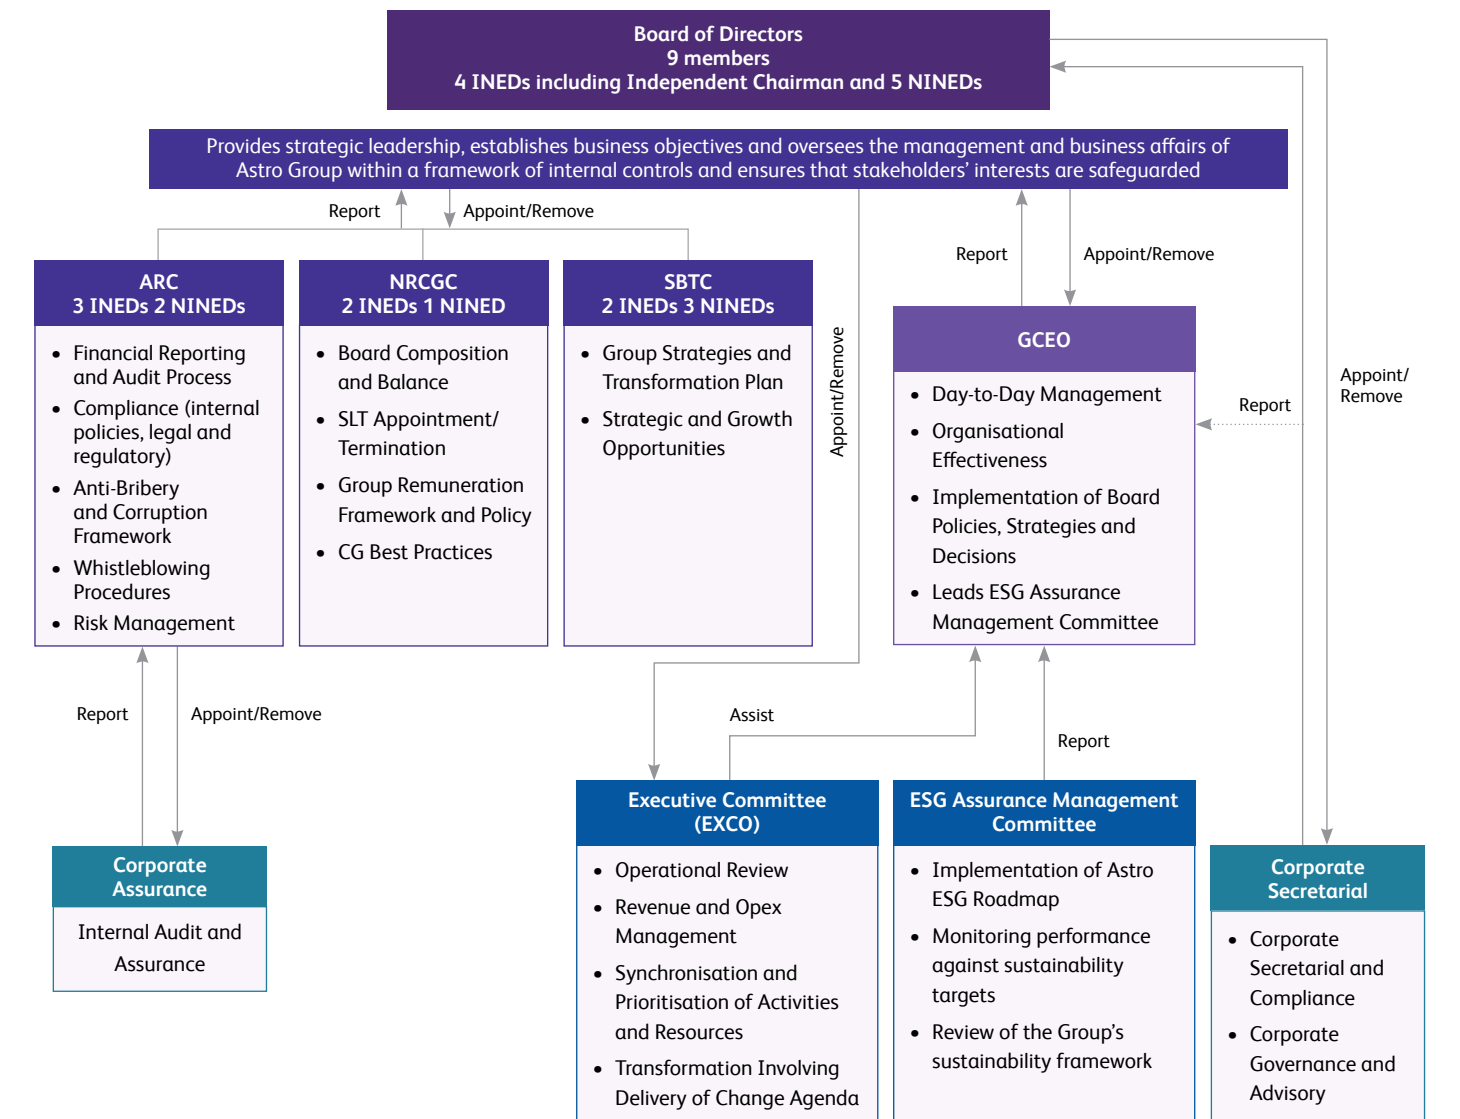 Board of Directors
9 members
4 INEDs including Independent Chairman and 5 NINEDs
Provides strategic leadership, establishes business objectives and oversees the management and business affairs of
Astro Group within a framework of internal controls and ensures that stakeholders' interests are safeguarded
Report
Appoint/Remove
Report
Appoint/Remove
ARC
3 INEDs 2 NINEDs
• Financial Reporting
and Audit Process
• Compliance (internal
policies, legal and
regulatory)
• Anti-Bribery
and Corruption
Framework
• Whistleblowing
Procedures
• Risk Management
NRCGC
2 INEDs 1 NINED
• Board Composition
and Balance
• SLT Appointment/
Termination
• Group Remuneration
Framework and Policy
• CG Best Practices
SBTC
2 INEDs 3 NINEDs
• Group Strategies and
Transformation Plan
• Strategic and Growth
Opportunities
Appoint/Remove
GCEO
• Day-to-Day Management
• Organisational
Effectiveness
• Implementation of Board
Policies, Strategies and
Decisions
• Leads ESG Assurance
Management Committee
Report
Appoint/
Remove
Report
Appoint/Remove
Assist
Report
Corporate
Assurance
Internal Audit and
Assurance
Executive Committee
(EXCO)
• Operational Review
• Revenue and Opex
Management
• Synchronisation and
Prioritisation of Activities
and Resources
• Transformation Involving
Delivery of Change Agenda
ESG Assurance Management
Committee
• Implementation of Astro
ESG Roadmap
• Monitoring performance
against sustainability
targets
• Review of the Group's
sustainability framework
Corporate
Secretarial
• Corporate
Secretarial and
Compliance
• Corporate
Governance and
Advisory